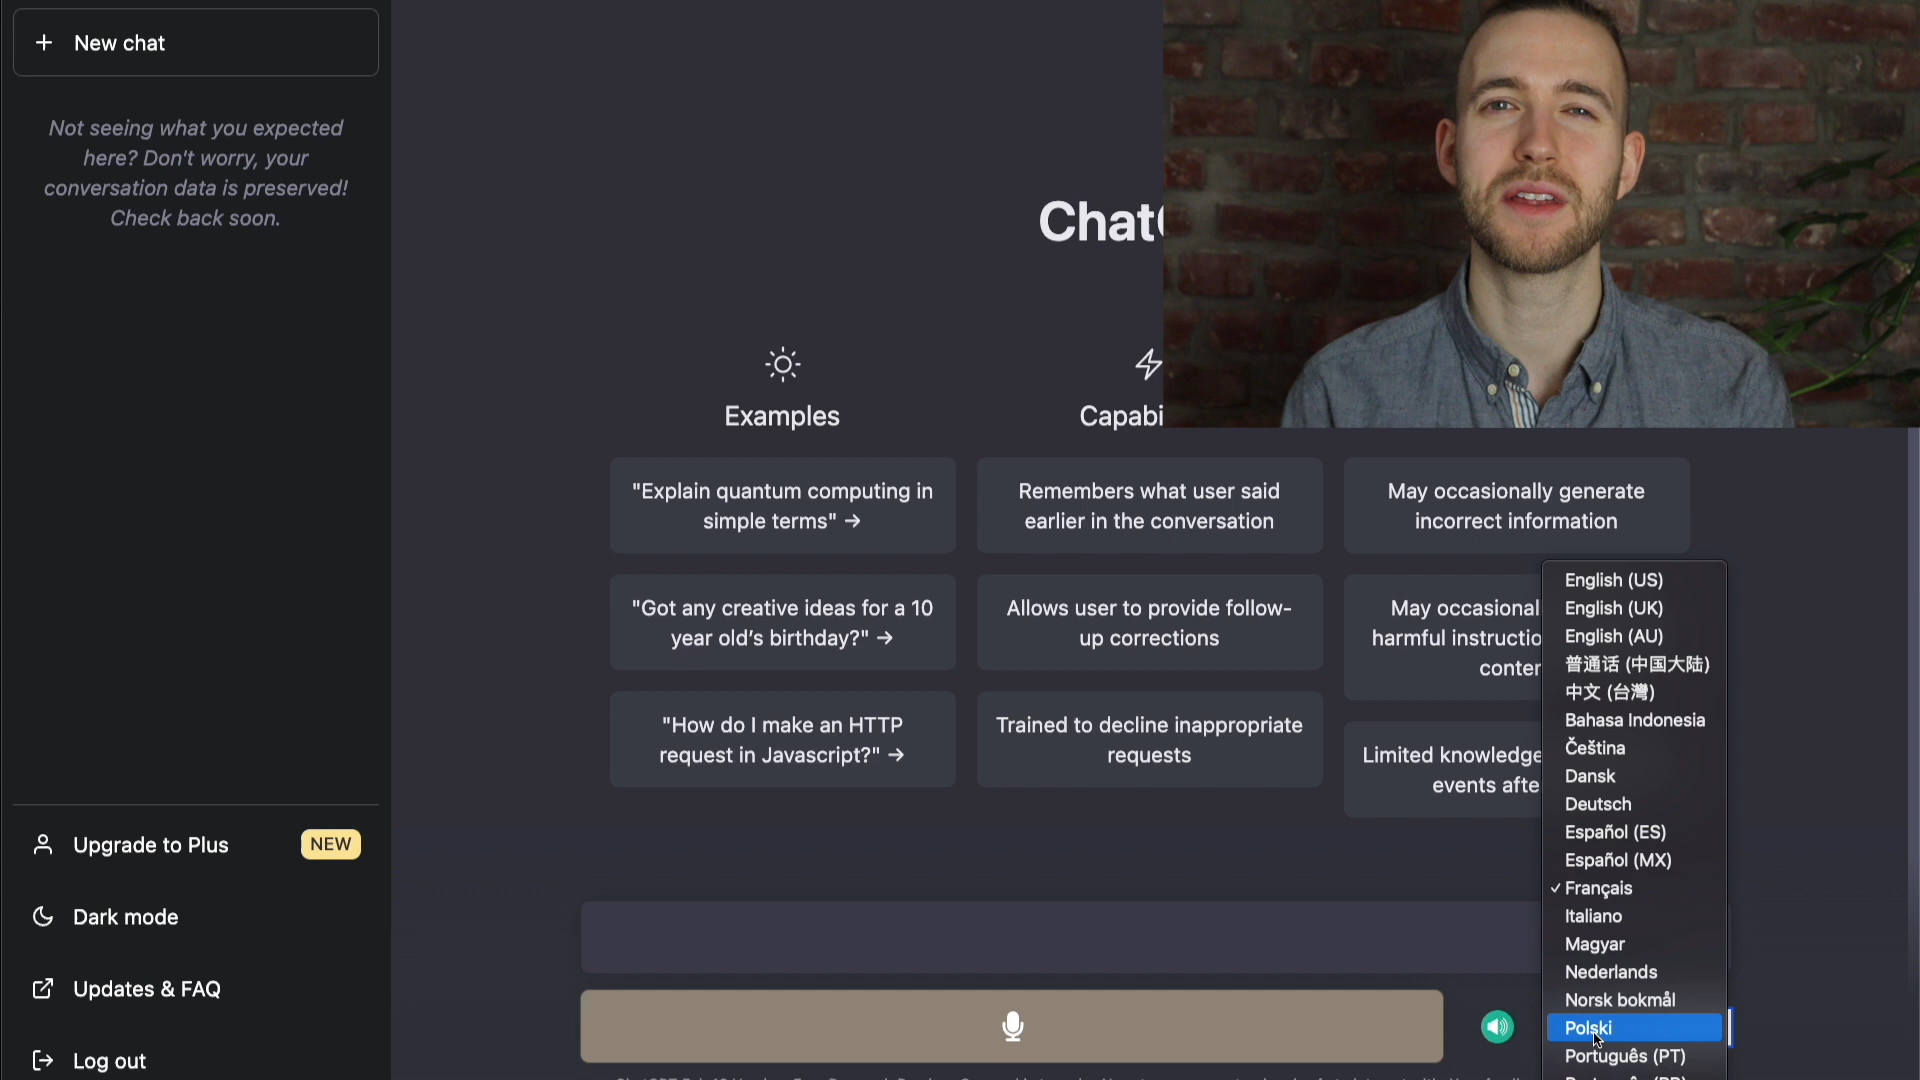 New chat
Not seeing what you expected
here? Don't worry, your
conversation data is preserved!
Check back soon.
Upgrade to Plus
NEW
Dark mode
Updates & FAQ
Log out
Chat
Examples
"Explain quantum computing in
simple terms" →
"Got any creative ideas for a 10
year old's birthday?" →
"How do I make an HTTP
request in Javascript?" →
Capabi
Remembers what user said
earlier in the conversation
Allows user to provide follow-
up corrections
Trained to decline inappropriate
requests
May occasionally generate
incorrect information
May occasional
harmful instructio
conter
Limited knowledge
events afte
English (US)
English (UK)
English (AU)
普通话 (中国大陆)
中文 (台灣)
Bahasa Indonesia
Čeština
Dansk
Deutsch
Español (ES)
Español (MX)
✓ Français
Italiano
Magyar
Nederlands
Norsk bokmål
Polski
Português (PT)